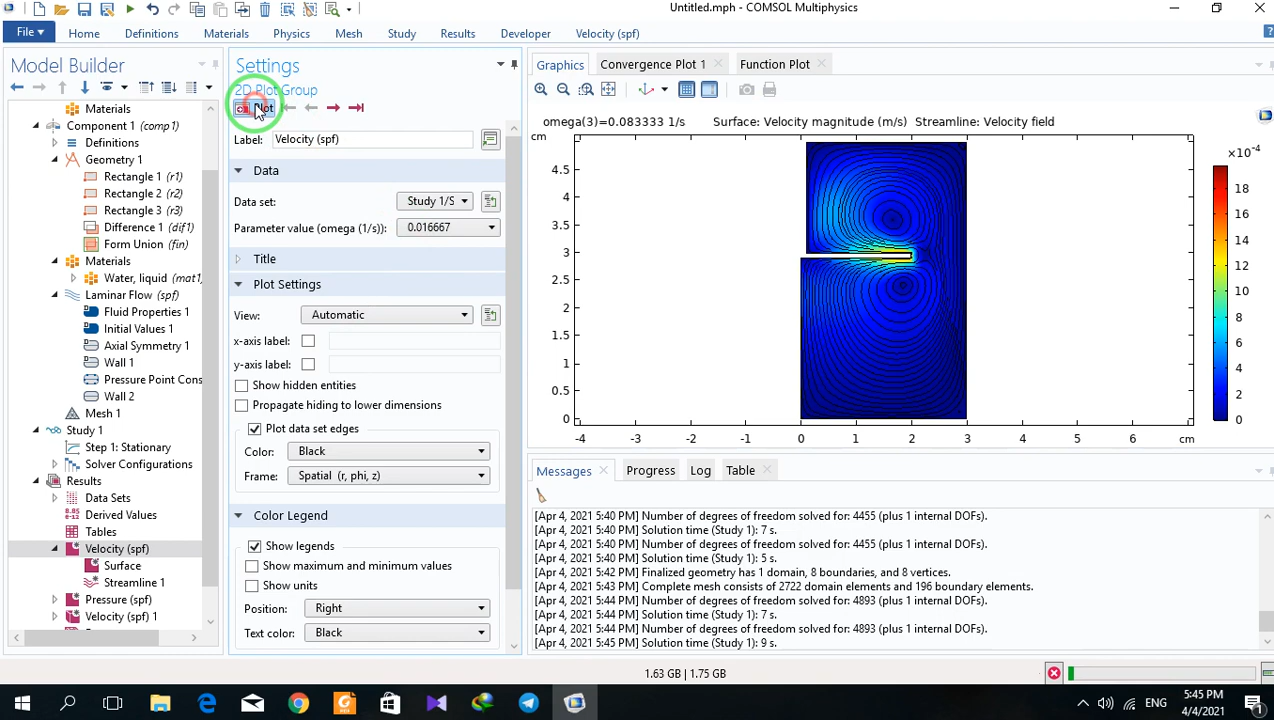 Untitled.mph - COMSOL Multiphysics
File
Home
Definitions
Materials
Physics
Mesh
Study
Results
Developer
Velocity (spf)
Model Builder
Materials
Component 1 (comp1)
Definitions
Geometry 1
Rectangle 1 (r1)
Rectangle 2 (r2)
Rectangle 3 (r3)
Difference 1 (dif1)
Form Union (fin)
Materials
Water, liquid (mat1)
Laminar Flow (spf)
Fluid Properties 1
Initial Values 1
Axial Symmetry 1
Wall 1
Pressure Point Cons
Wall 2
Mesh 1
Study 1
Step 1: Stationary
Solver Configurations
Results
Data Sets
8.85
e-12
Derived Values
Tables
Velocity (spf)
Surface
Streamline 1
Pressure (spf)
Velocity (spf) 1
Settings
2D Plot Group
Plot
Label: Velocity (spf)
Data
Data set: Study 1/S
Parameter value (omega (1/s)): 0.016667
Title
Plot Settings
View: Automatic
x-axis label:
y-axis label:
Show hidden entities
Propagate hiding to lower dimensions
Plot data set edges
Color: Black
Frame: Spatial (r, phi, z)
Color Legend
Show legends
Show maximum and minimum values
Show units
Position: Right
Text color: Black
Graphics
Convergence Plot 1
Function Plot
omega(3)=0.083333 1/s Surface: Velocity magnitude (m/s) Streamline: Velocity field
cm
4.5
4
3.5
3
2.5
2
1.5
1
0.5
0
-4 -3 -2 -1 0 1 2 3 4 5 6 cm
×10⁻⁴
18
16
14
12
10
8
6
4
2
0
Messages
Progress
Log
Table
[Apr 4, 2021 5:40 PM] Number of degrees of freedom solved for: 4455 (plus 1 internal DOFs).
[Apr 4, 2021 5:40 PM] Solution time (Study 1): 7 s.
[Apr 4, 2021 5:40 PM] Number of degrees of freedom solved for: 4455 (plus 1 internal DOFs).
[Apr 4, 2021 5:40 PM] Solution time (Study 1): 5 s.
[Apr 4, 2021 5:42 PM] Finalized geometry has 1 domain, 8 boundaries, and 8 vertices.
[Apr 4, 2021 5:43 PM] Complete mesh consists of 2722 domain elements and 196 boundary elements.
[Apr 4, 2021 5:44 PM] Number of degrees of freedom solved for: 4893 (plus 1 internal DOFs).
[Apr 4, 2021 5:44 PM] Solution time (Study 1): 7 s.
[Apr 4, 2021 5:44 PM] Number of degrees of freedom solved for: 4893 (plus 1 internal DOFs).
[Apr 4, 2021 5:45 PM] Solution time (Study 1): 9 s.
1.63 GB | 1.75 GB
ENG
5:45 PM
4/4/2021